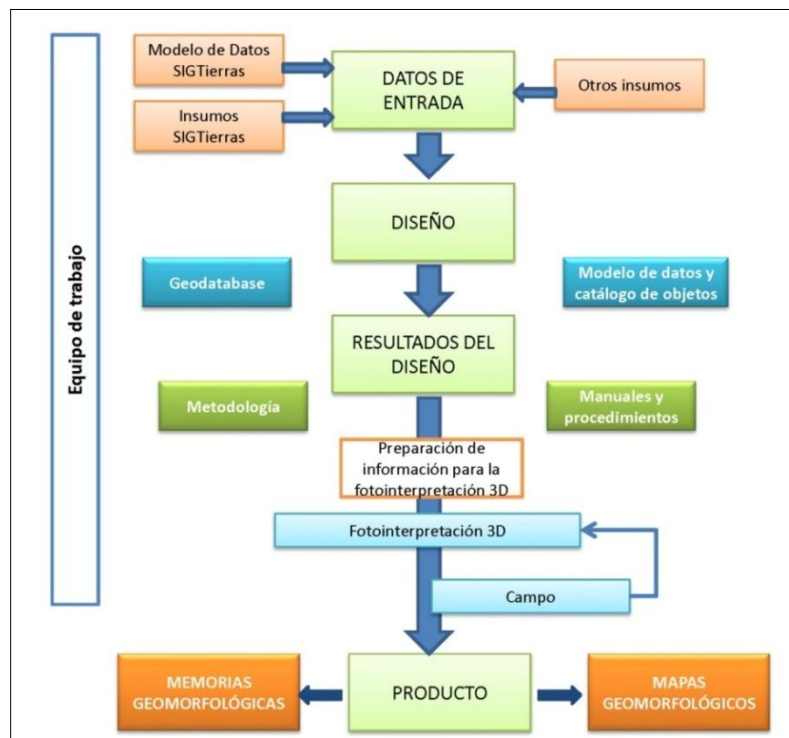 Modelo de Datos
SIGTierras
DATOS DE
ENTRADA
Otros insumos
Insumos
SIGTierras
DISEÑO
Geodatabase
Modelo de datos y
catálogo de objetos
RESULTADOS DEL
DISEÑO
Metodología
Manuales y
procedimientos
Preparación de
información para la
fotointerpretación 3D
Fotointerpretación 3D
Campo
Equipo de trabajo
MEMORIAS
GEOMORFOLÓGICAS
PRODUCTO
MAPAS
GEOMORFOLÓGICOS